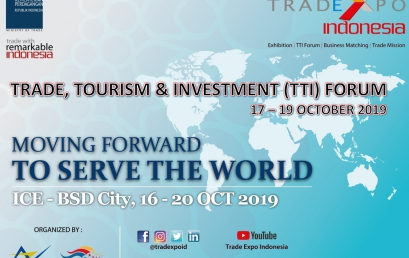 PERDAGANGAN
REPUBLIK INDONESIA
trade with
remarkable
indonesia
TRADE XPO
indonesia
Exhibition | TTI Forum | Business Matching | Trade Mission
TRADE, TOURISM & INVESTMENT (TTI) FORUM
17 – 19 OCTOBER 2019
MOVING FORWARD
TO SERVE THE WORLD
ICE - BSD City, 16 - 20 OCT 2019
ORGANIZED BY :
@tradexpoid
YouTube
Trade Expo Indonesia